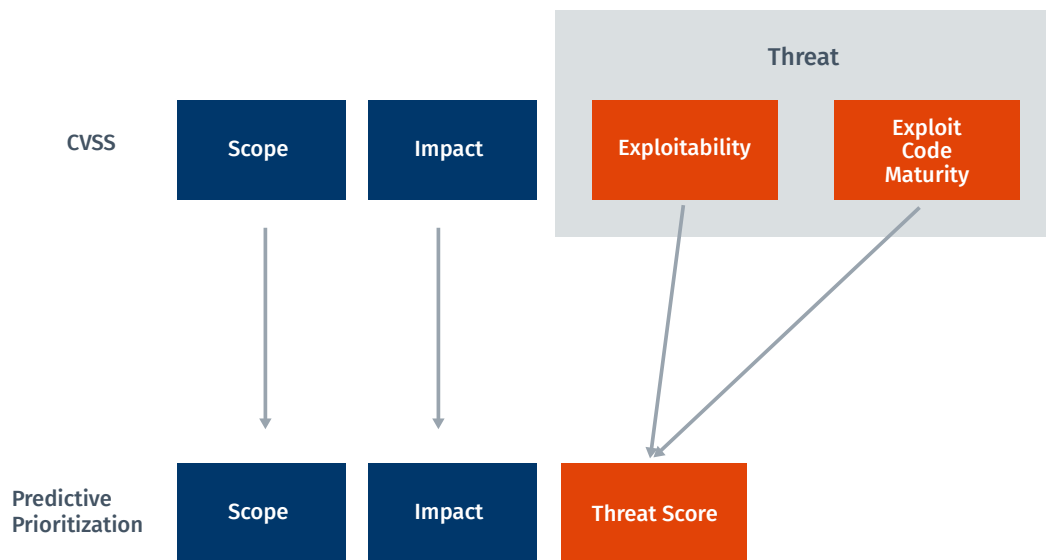 Threat
CVSS
Scope
Impact
Exploitability
Exploit
Code
Maturity
Predictive
Prioritization
Scope
Impact
Threat Score